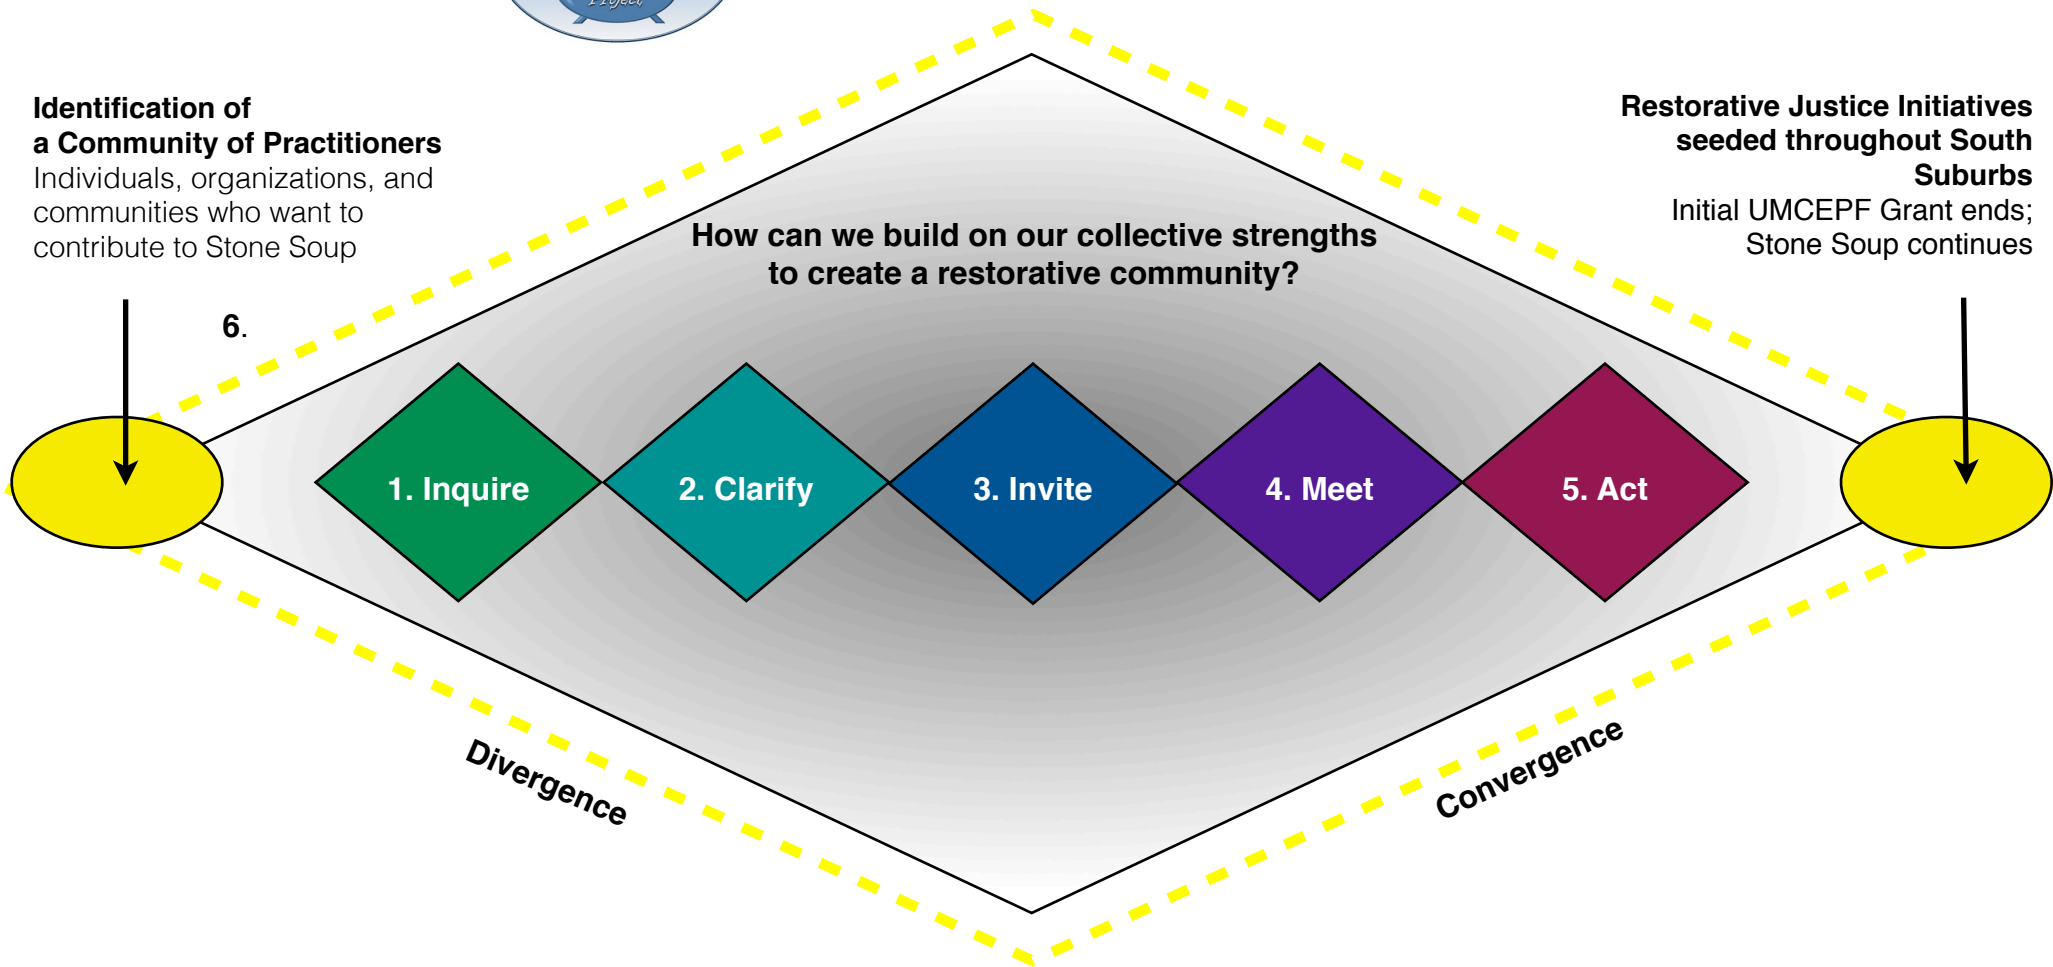 Project
Identification of
a Community of Practitioners
Individuals, organizations, and
communities who want to
contribute to Stone Soup
Restorative Justice Initiatives
seeded throughout South
Suburbs
Initial UMCEPF Grant ends;
Stone Soup continues
How can we build on our collective strengths
to create a restorative community?
6.
1. Inquire
2. Clarify
3. Invite
4. Meet
5. Act
Divergence
Convergence